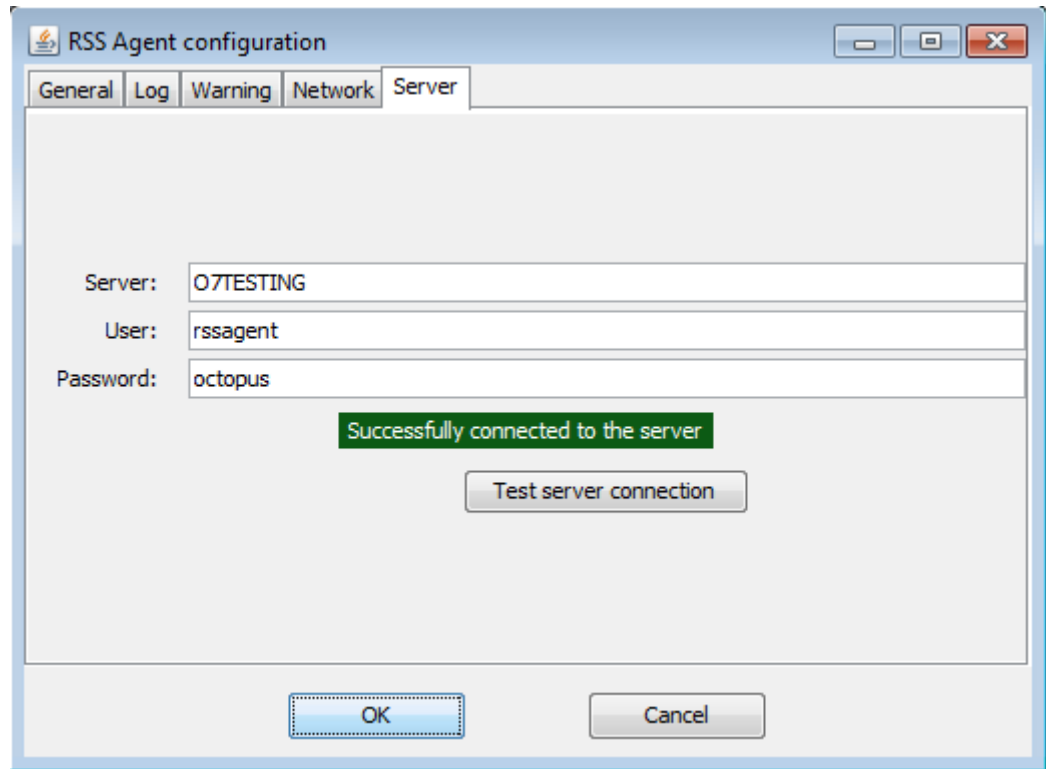 RSS Agent configuration
General Log Warning Network Server
Server: O7TESTING
User: rssagent
Password: octopus
Successfully connected to the server
Test server connection
OK Cancel